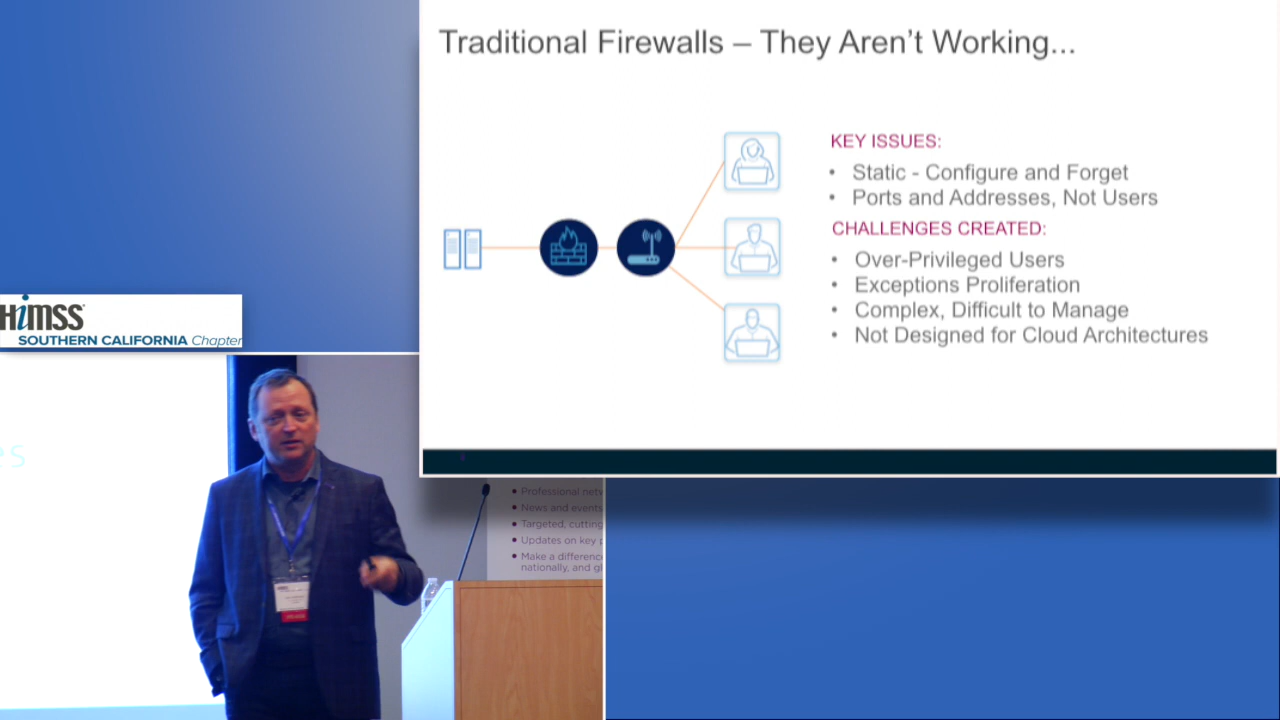 Traditional Firewalls – They Aren't Working...
KEY ISSUES:
• Static - Configure and Forget
• Ports and Addresses, Not Users
CHALLENGES CREATED:
• Over-Privileged Users
• Exceptions Proliferation
• Complex, Difficult to Manage
• Not Designed for Cloud Architectures
HiMSS
SOUTHERN CALIFORNIA Chapter
es
• Professional netw
• News and events
• Targeted, cutting
• Updates on key p
• Make a difference
nationally, and gl